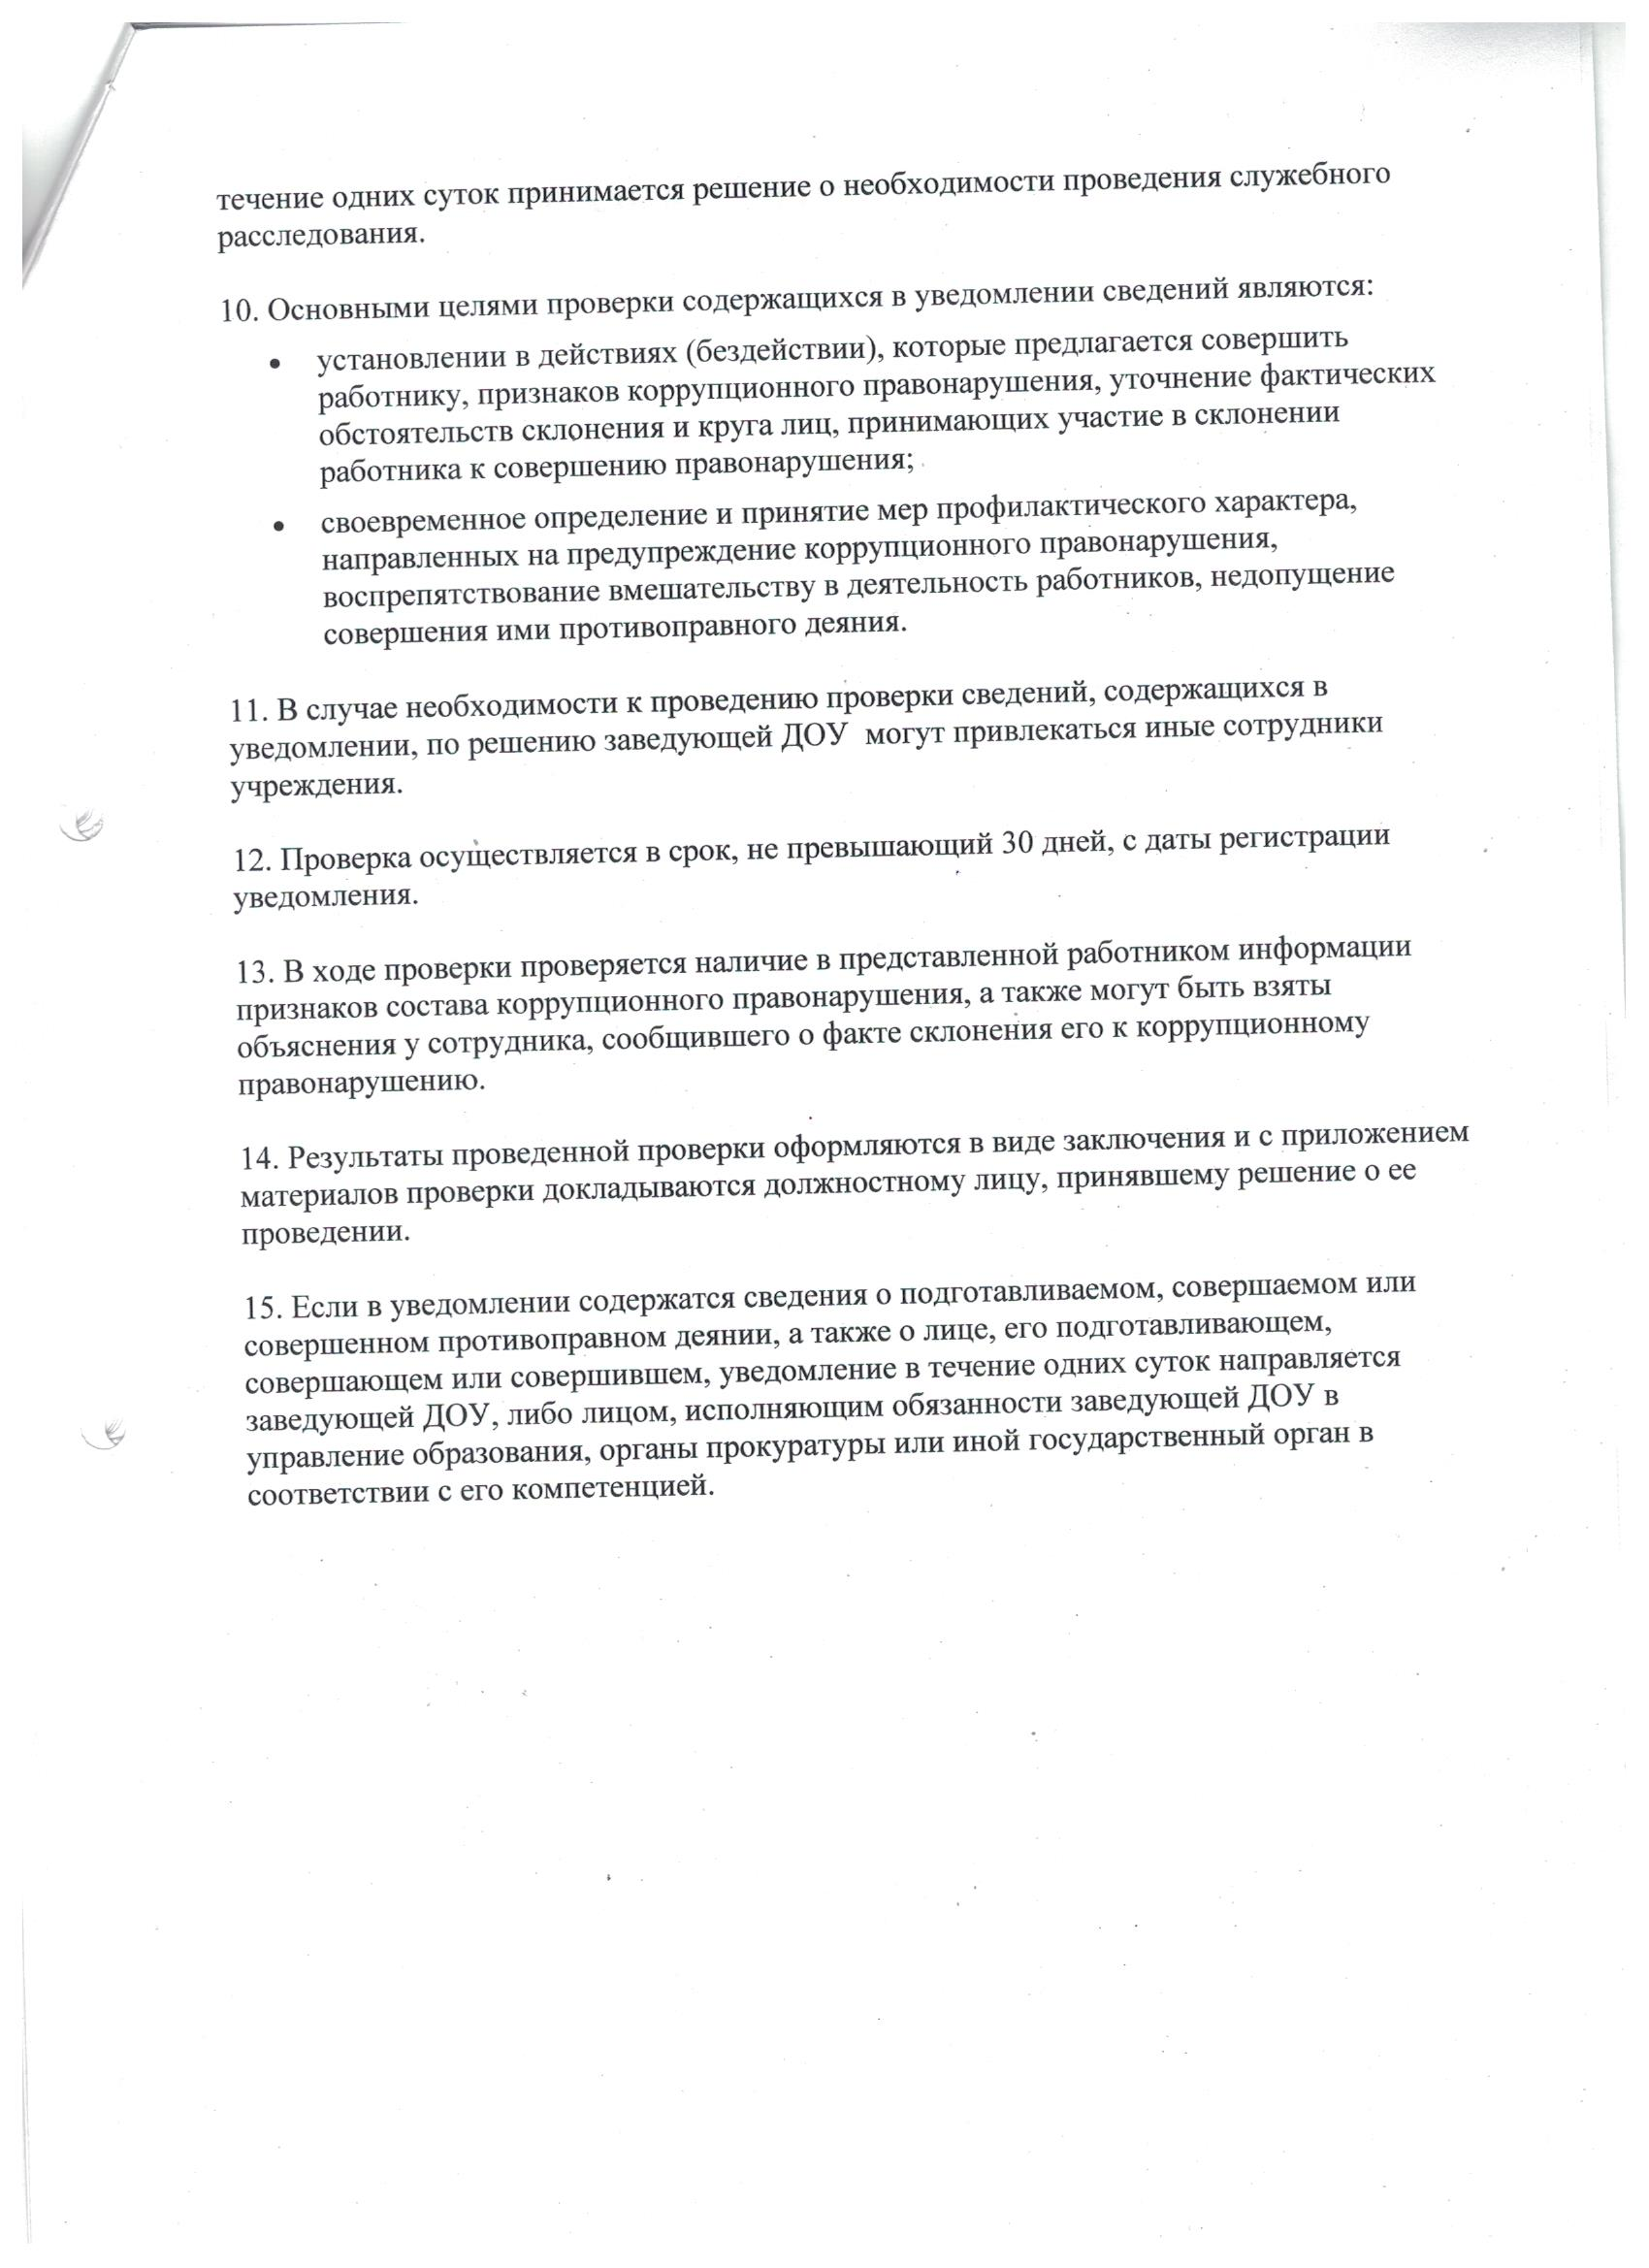 течение одних суток принимается решение о необходимости проведения служебного
расследования.
10. Основными целями проверки содержащихся в уведомлении сведений являются:
• установлении в действиях (бездействии), которые предлагается совершить
работнику, признаков коррупционного правонарушения, уточнение фактических
обстоятельств склонения и круга лиц, принимающих участие в склонении
работника к совершению правонарушения;
• своевременное определение и принятие мер профилактического характера,
направленных на предупреждение коррупционного правонарушения,
воспрепятствование вмешательству в деятельность работников, недопущение
совершения ими противоправного деяния.
11. В случае необходимости к проведению проверки сведений, содержащихся в
уведомлении, по решению заведующей ДОУ  могут привлекаться иные сотрудники
учреждения.
12. Проверка осуществляется в срок, не превышающий 30 дней, с даты регистрации
уведомления.
13. В ходе проверки проверяется наличие в представленной работником информации
признаков состава коррупционного правонарушения, а также могут быть взяты
объяснения у сотрудника, сообщившего о факте склонения его к коррупционному
правонарушению.
14. Результаты проведенной проверки оформляются в виде заключения и с приложением
материалов проверки докладываются должностному лицу, принявшему решение о ее
проведении.
15. Если в уведомлении содержатся сведения о подготавливаемом, совершаемом или
совершенном противоправном деянии, а также о лице, его подготавливающем,
совершающем или совершившем, уведомление в течение одних суток направляется
заведующей ДОУ, либо лицом, исполняющим обязанности заведующей ДОУ в
управление образования, органы прокуратуры или иной государственный орган в
соответствии с его компетенцией.